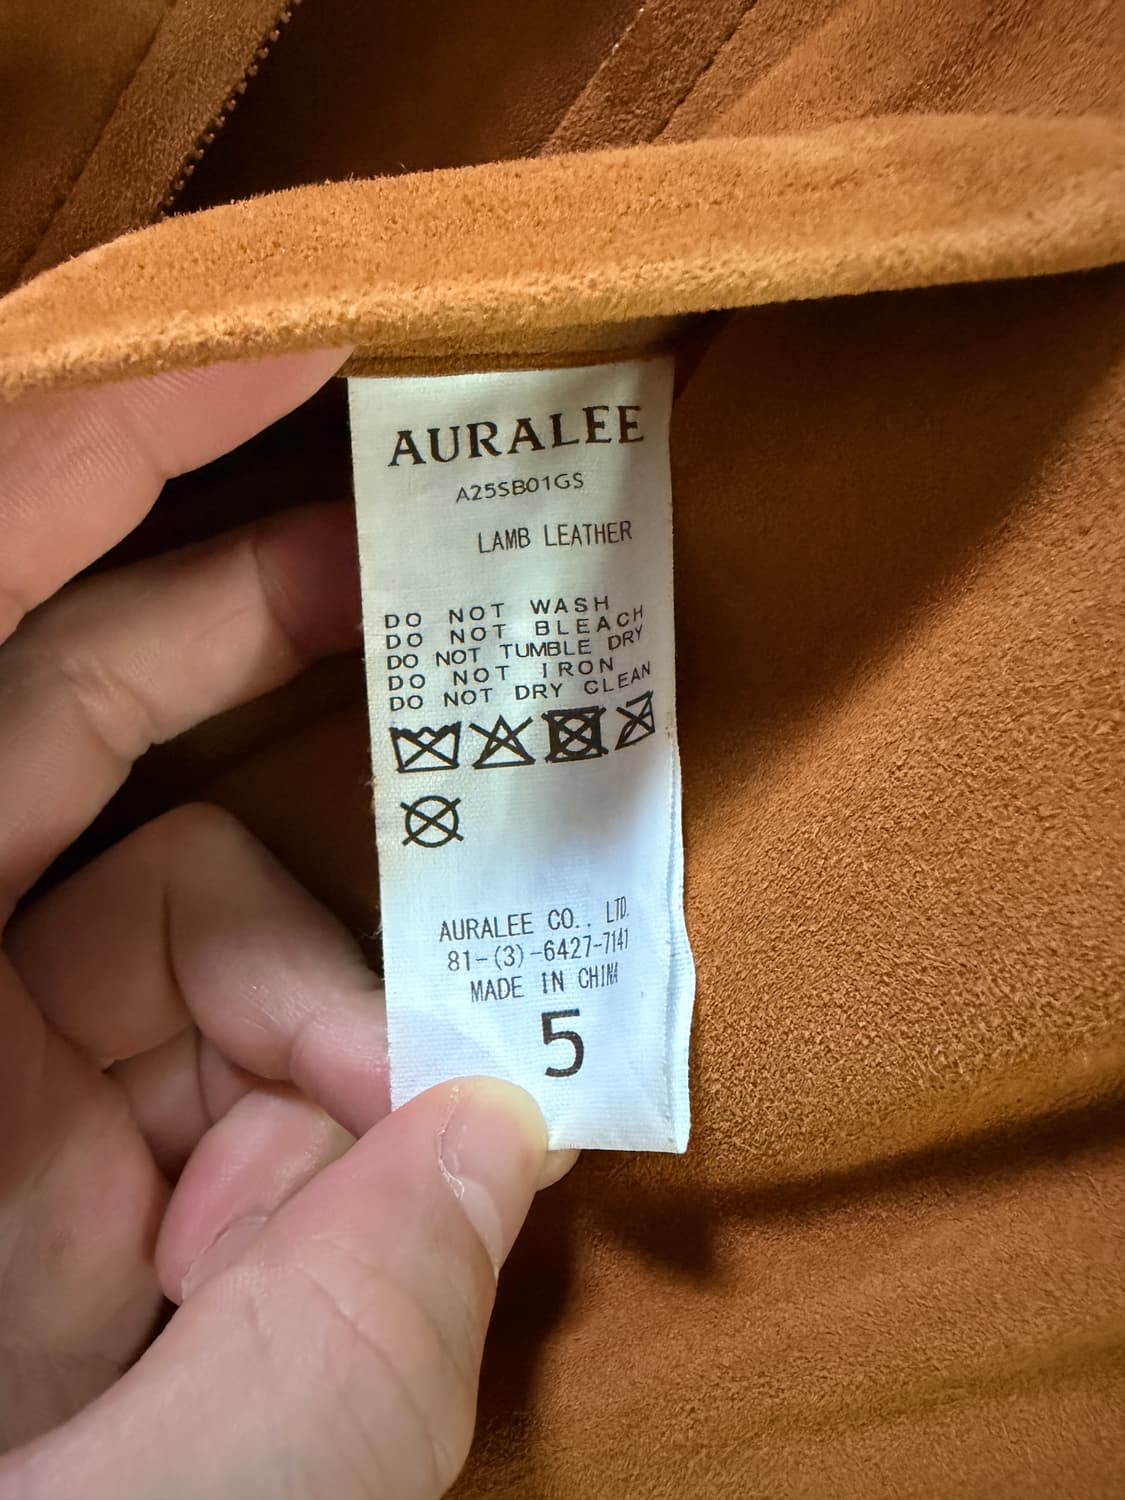 AURALEE
A25SB01GS
LAMB LEATHER
DO NOT WASH
DO NOT BLEACH
DO NOT TUMBLE DRY
DO NOT IRON
DO NOT DRY CLEAN
AURALEE CO., LTD.
81-(3)-6427-7141
MADE IN CHINA
5